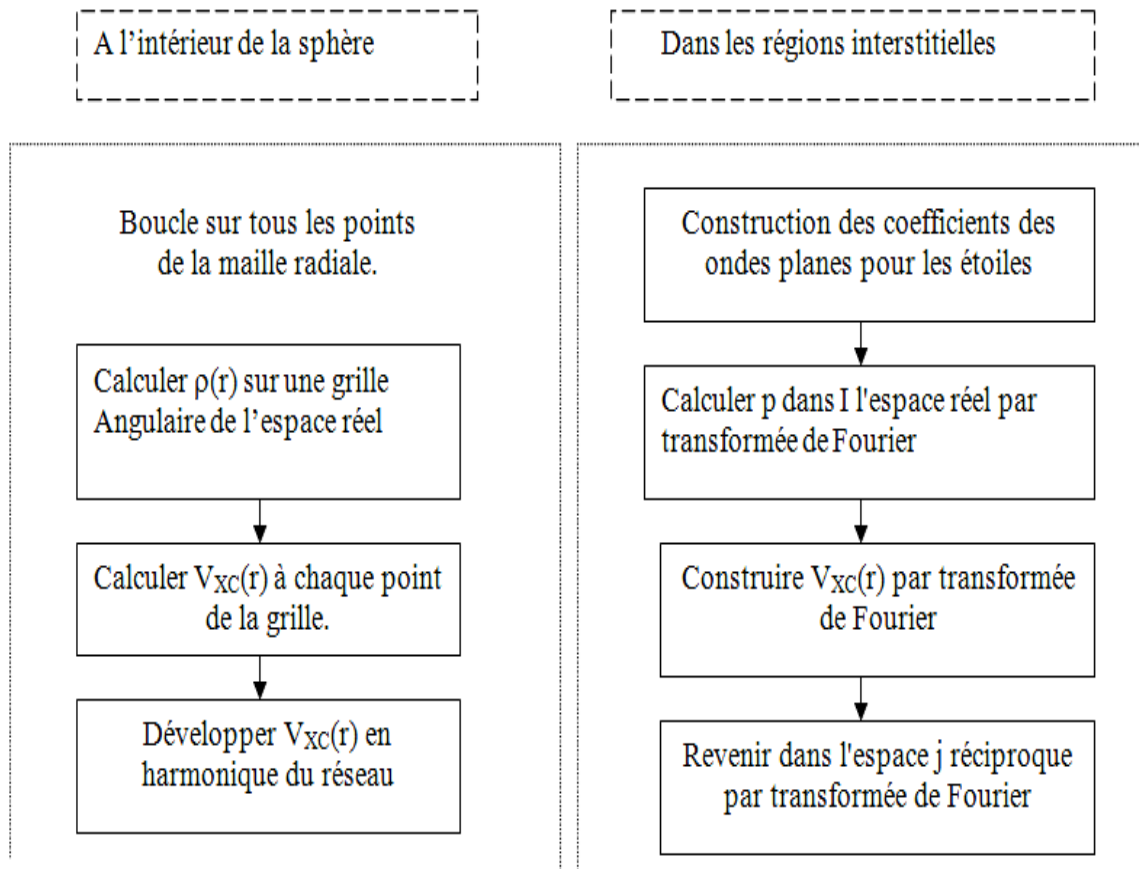 A l’intérieur de la sphère
Dans les régions interstitielles
Boucle sur tous les points
de la maille radiale.
Calculer ρ(r) sur une grille
Angulaire de l’espace réel
Calculer VXC(r) à chaque point
de la grille.
Développer VXC(r) en
harmonique du réseau
Construction des coefficients des
ondes planes pour les étoiles
Calculer p dans I l'espace réel par
transformée de Fourier
Construire VXC(r) par transformée
de Fourier
Revenir dans l'espace j réciproque
par transformée de Fourier